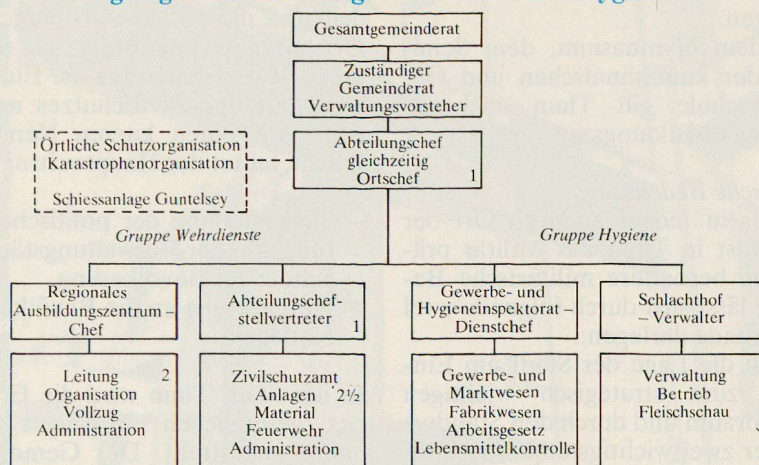 Gesamtgemeinderat
Zuständiger
Gemeinderat
Verwaltungsvorsteher
Örtliche Schutzorganisation
Katastrophenorganisation
Schiessanlage Guntelsey
Abteilungschef
gleichzeitig
Ortschef 1
Gruppe Wehrdienste
Gruppe Hygiene
Regionales
Ausbildungszentrum –
Chef
Abteilungschef-
stellvertreter
1
Gewerbe- und
Hygieneinspektorat –
Dienstchef
Schlachthof
– Verwalter
Leitung 2
Organisation
Vollzug
Administration
Zivilschutzamt
Anlagen 2½
Material
Feuerwehr
Administration
Gewerbe- und
Marktwesen
Fabrikwesen
Arbeitsgesetz
Lebensmittelkontrolle
Verwaltung
Betrieb
Fleischschau